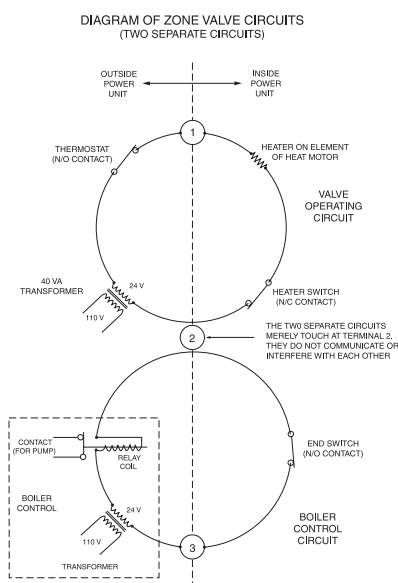 DIAGRAM OF ZONE VALVE CIRCUITS
(TWO SEPARATE CIRCUITS)
OUTSIDE
POWER
UNIT
INSIDE
POWER
UNIT
1
THERMOSTAT
(N/O CONTACT)
HEATER ON ELEMENT
OF HEAT MOTOR
VALVE
OPERATING
CIRCUIT
40 VA
TRANSFORMER
24 V
110 V
HEATER SWITCH
(N/C CONTACT)
2
THE TW0 SEPARATE CIRCUITS
MERELY TOUCH AT TERMINAL 2.
THEY DO NOT COMMUNICATE OR
INTERFERE WITH EACH OTHER
CONTACT
(FOR PUMP)
RELAY
COIL
END SWITCH
(N/O CONTACT)
BOILER
CONTROL
24 V
110 V
TRANSFORMER
3
BOILER
CONTROL
CIRCUIT